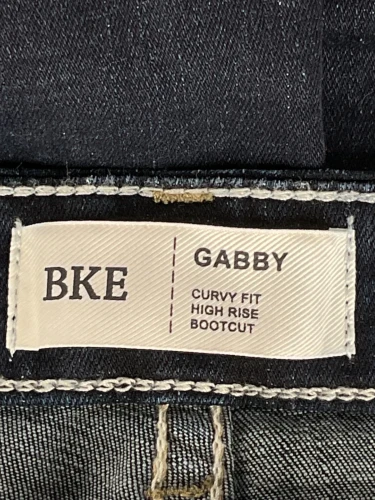 BKE
GABBY
CURVY FIT
HIGH RISE
BOOTCUT